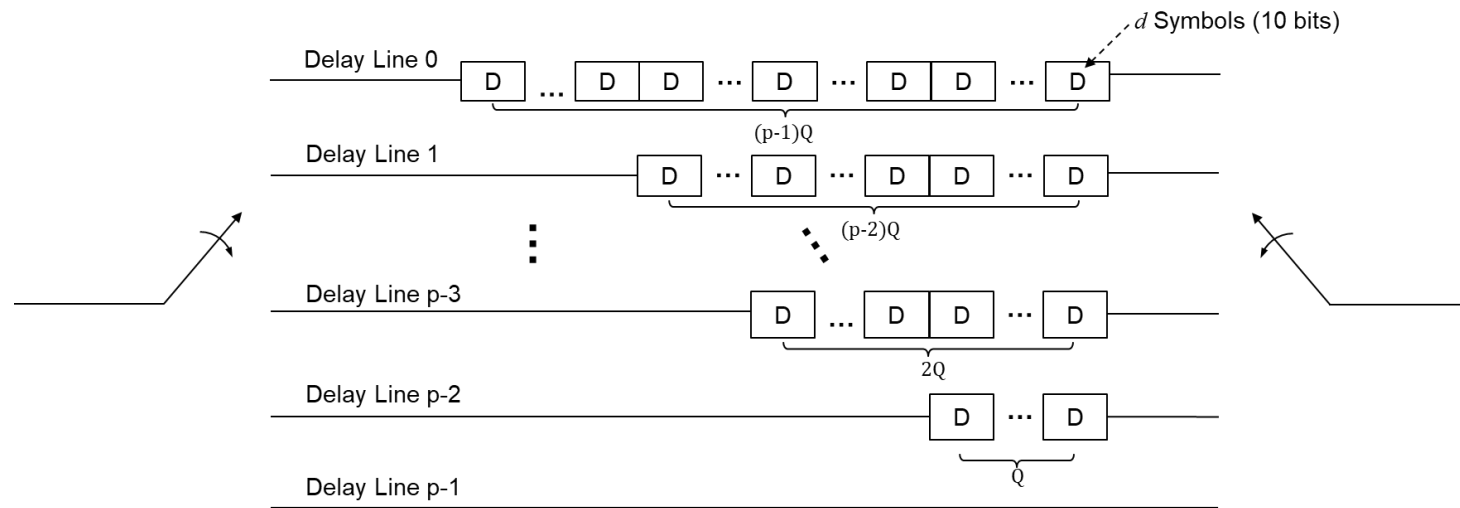 d Symbols (10 bits)
Delay Line 0
D ... D D ... D ... D D ... D
(p-1)Q
Delay Line 1
D ... D ... D D ... D
(p-2)Q
Delay Line p-3
D ... D D ... D
2Q
Delay Line p-2
D ... D
Q
Delay Line p-1